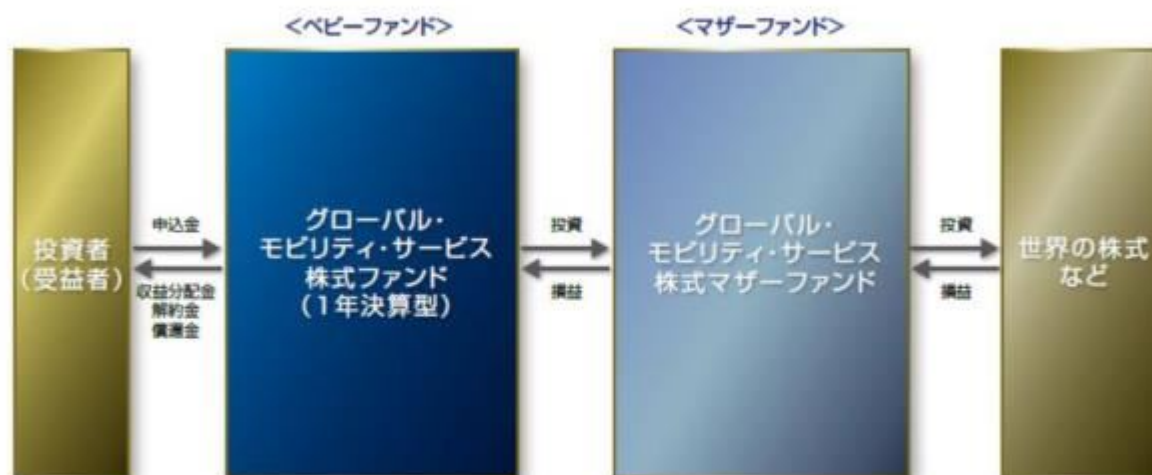 <ベビーファンド>
<マザーファンド>
投資者
(受益者)
申込金
収益分配金
解約金
償還金
グローバル・
モビリティ・サービス
株式ファンド
(1年決算型)
投資
損益
グローバル・
モビリティ・サービス
株式マザーファンド
投資
損益
世界の株式
など